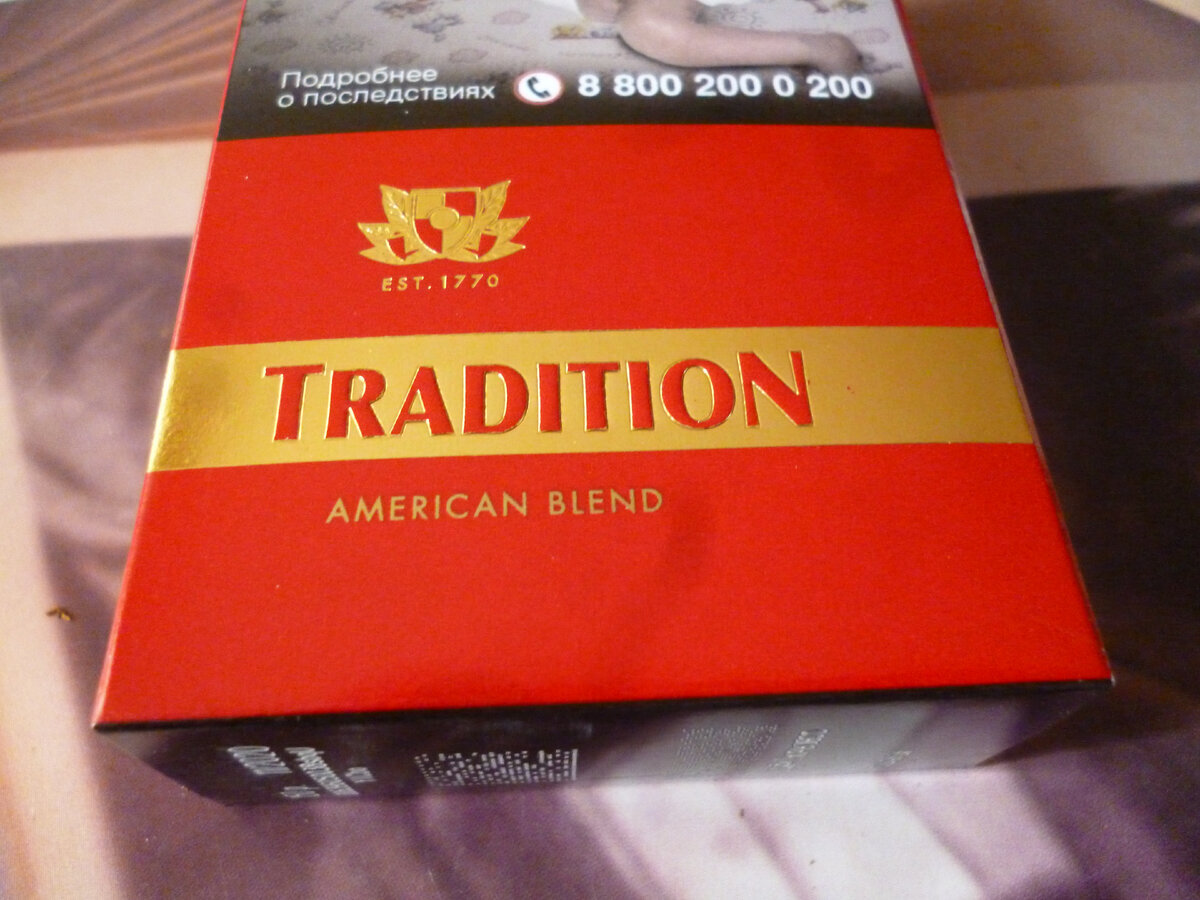 Подробнее
о последствиях
8 800 200 0 200
EST. 1770
TRADITION
AMERICAN BLEND